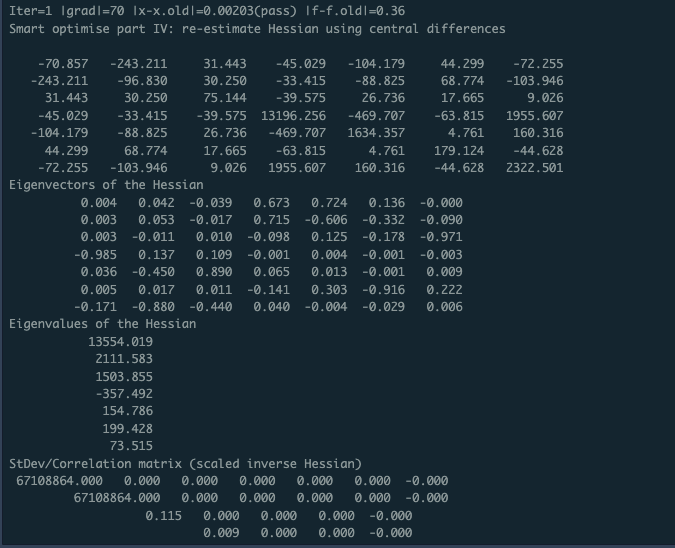 Iter=1 |grad|=70 |x-x.old|=0.00203(pass) |f-f.old|=0.36
Smart optimise part IV: re-estimate Hessian using central differences
-70.857 -243.211 31.443 -45.029 -104.179 44.299 -72.255
-243.211 -96.830 30.250 -33.415 -88.825 68.774 -103.946
31.443 30.250 75.144 -39.575 26.736 17.665 9.026
-45.029 -33.415 -39.575 13196.256 -469.707 -63.815 1955.607
-104.179 -88.825 26.736 -469.707 1634.357 4.761 160.316
44.299 68.774 17.665 -63.815 4.761 179.124 -44.628
-72.255 -103.946 9.026 1955.607 160.316 -44.628 2322.501
Eigenvectors of the Hessian
0.004 0.042 -0.039 0.673 0.724 0.136 -0.000
0.003 0.053 -0.017 0.715 -0.606 -0.332 -0.090
0.003 -0.011 0.010 -0.098 0.125 -0.178 -0.971
-0.985 0.137 0.109 -0.001 0.004 -0.001 -0.003
0.036 -0.450 0.890 0.065 0.013 -0.001 0.009
0.005 0.017 0.011 -0.141 0.303 -0.916 0.222
-0.171 -0.880 -0.440 0.040 -0.004 -0.029 0.006
Eigenvalues of the Hessian
13554.019
2111.583
1503.855
-357.492
154.786
199.428
73.515
StDev/Correlation matrix (scaled inverse Hessian)
67108864.000 0.000 0.000 0.000 0.000 0.000 -0.000
67108864.000 0.000 0.000 0.000 0.000 -0.000
0.115 0.000 0.000 0.000 -0.000
0.009 0.000 0.000 -0.000